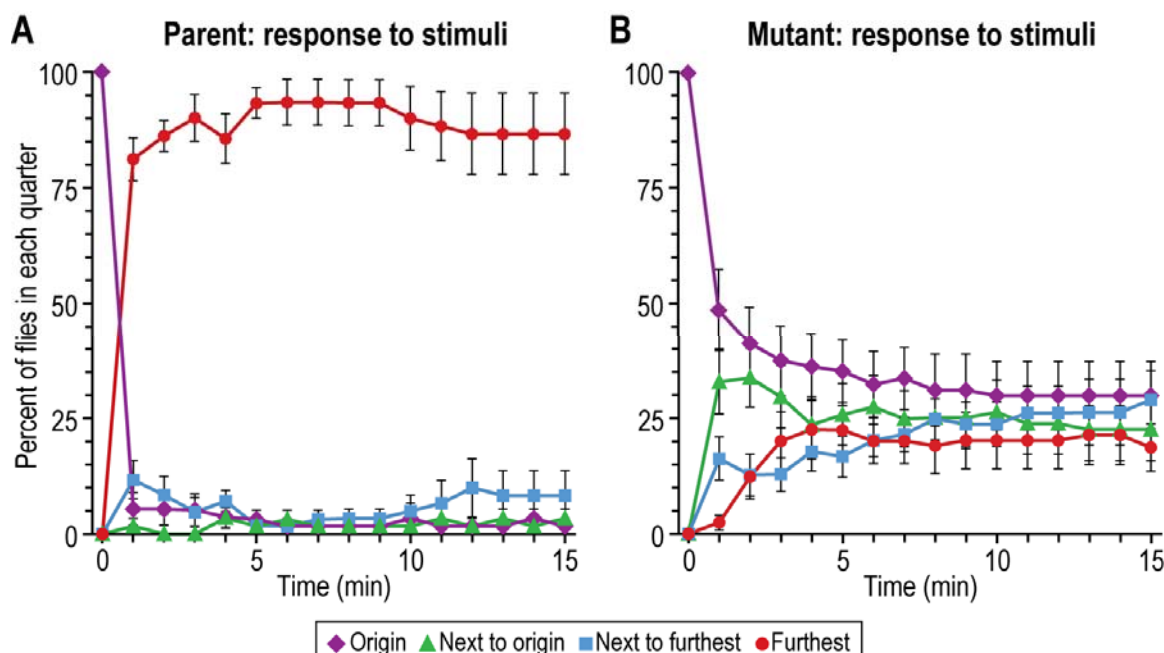 A Parent: response to stimuli
B Mutant: response to stimuli
Percent of flies in each quarter
100
75
50
25
0
0 5 10 15
Time (min)
100
75
50
25
0
0 5 10 15
Time (min)
Origin Next to origin Next to furthest Furthest